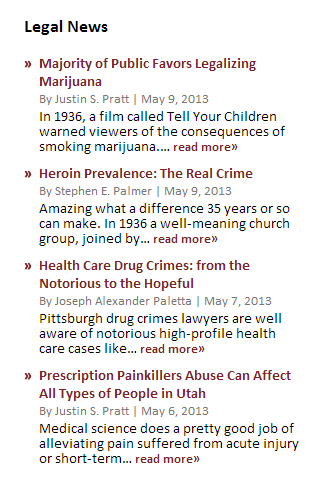 Legal News
» Majority of Public Favors Legalizing
Marijuana
By Justin S. Pratt | May 9, 2013
In 1936, a film called Tell Your Children
warned viewers of the consequences of
smoking marijuana.... read more»
» Heroin Prevalence: The Real Crime
By Stephen E. Palmer | May 9, 2013
Amazing what a difference 35 years or so
can make. In 1936 a well-meaning church
group, joined by... read more»
» Health Care Drug Crimes: from the
Notorious to the Hopeful
By Joseph Alexander Paletta | May 7, 2013
Pittsburgh drug crimes lawyers are well
aware of notorious high-profile health
care cases like... read more»
» Prescription Painkillers Abuse Can Affect
All Types of People in Utah
By Justin S. Pratt | May 6, 2013
Medical science does a pretty good job of
alleviating pain suffered from acute injury
or short-term... read more»